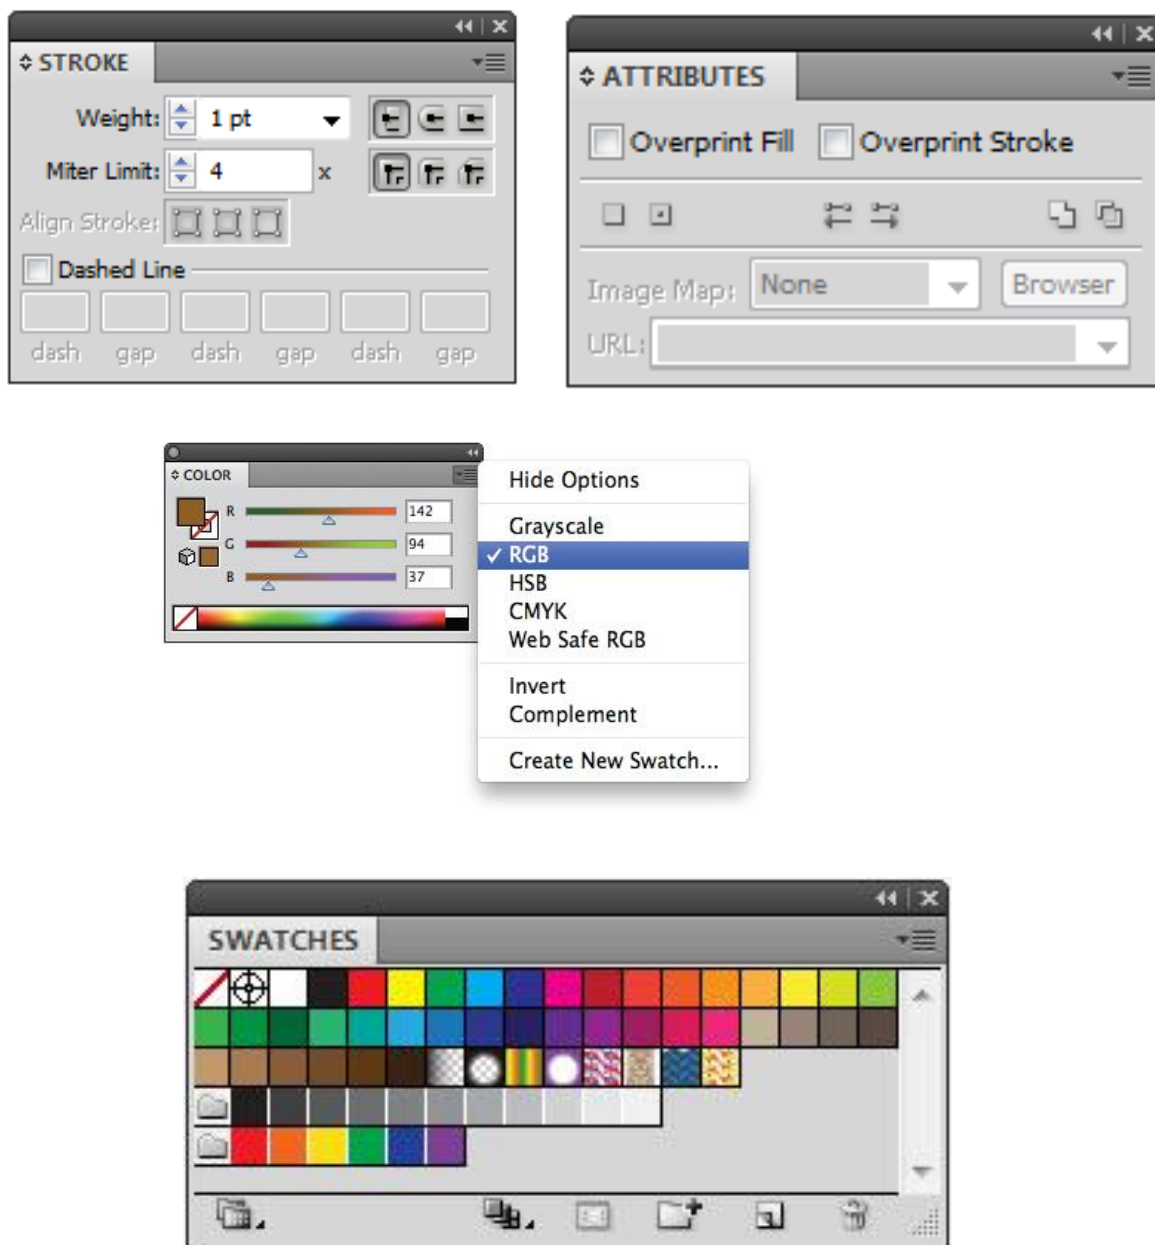 STROKE
Weight: 1 pt
Miter Limit: 4 x
Align Stroke:
Dashed Line
dash gap dash gap dash gap
ATTRIBUTES
Overprint Fill Overprint Stroke
Image Map: None Browser
URL:
COLOR
R 142
G 94
B 37
Hide Options
Grayscale
✓ RGB
HSB
CMYK
Web Safe RGB
Invert
Complement
Create New Swatch...
SWATCHES